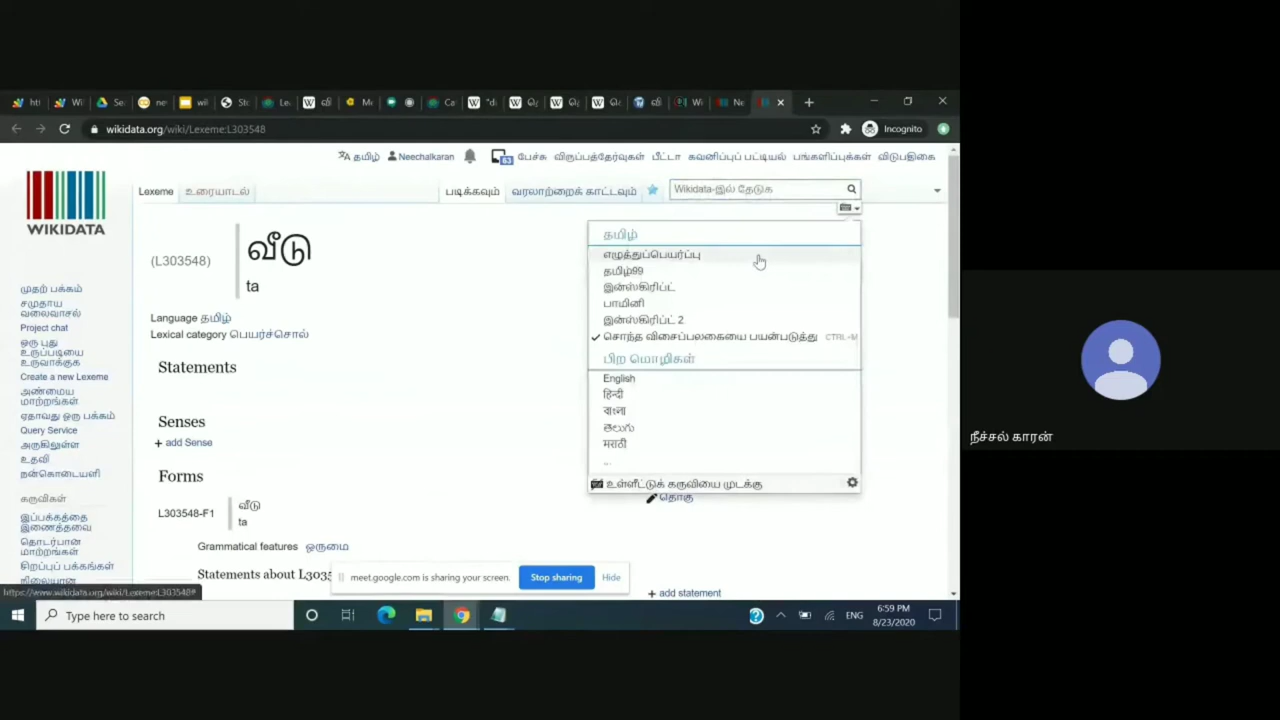 wikidata.org/wiki/Lexeme:L303548
Incognito
தமிழ் Neechalkaran 63 பேச்சு விருப்பத்தேர்வுகள் பீட்டா கவனிப்புப் பட்டியல் பங்களிப்புக்கள் விடுபதிகை
Lexeme உரையாடல் படிக்கவும் வரலாற்றைக் காட்டவும் Wikidata-இல் தேடுக
WIKIDATA
முதற் பக்கம்
சமுதாய
வலைவாசல்
Project chat
ஒரு புது
உருப்படியை
உருவாக்குக
Create a new Lexeme
அண்மைய
மாற்றங்கள்
ஏதாவது ஒரு பக்கம்
Query Service
அருகிலுள்ள
உதவி
நன்கொடையளி
கருவிகள்
இப்பக்கத்தை
இணைத்தவை
தொடர்பான
மாற்றங்கள்
சிறப்புப் பக்கங்கள்
நிலையான
(L303548)
வீடு
ta
Language தமிழ்
Lexical category பெயர்ச்சொல்
Statements
Senses
+ add Sense
Forms
L303548-F1
வீடு
ta
Grammatical features ஒருமை
Statements about L3035
+ add statement
தமிழ்
எழுத்துப்பெயர்ப்பு
தமிழ்99
இன்ஸ்கிரிப்ட்
பாமினி
இன்ஸ்கிரிப்ட் 2
சொந்த விசைப்பலகையை பயன்படுத்து CTRL+M
பிற மொழிகள்
English
हिन्दी
বাংলা
తెలుగు
मराठी
...
உள்ளீட்டுக் கருவியை முடக்கு
தொகு
meet.google.com is sharing your screen. Stop sharing Hide
https://www.wikidata.org/wiki/Lexeme:L303548#
Type here to search
ENG
6:59 PM
8/23/2020
நீச்சல் காரன்